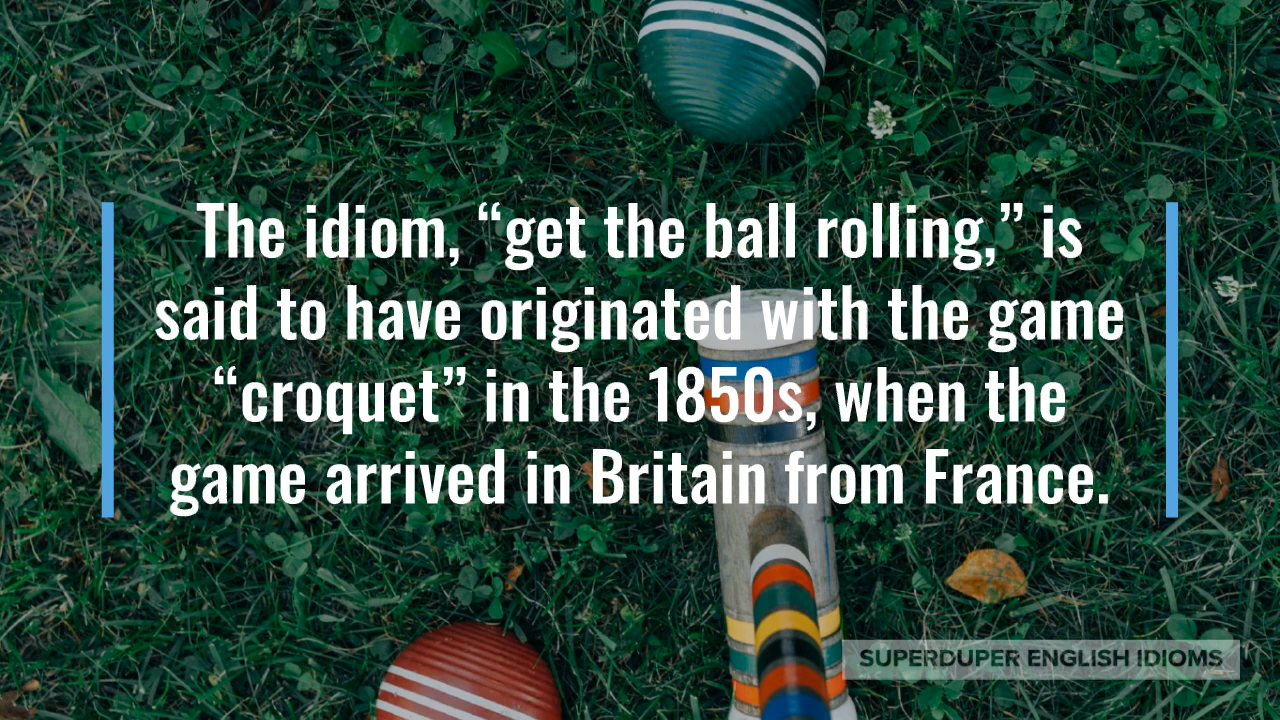 The idiom, “get the ball rolling,” is
said to have originated with the game
“croquet” in the 1850s, when the
game arrived in Britain from France.
SUPERDUPER ENGLISH IDIOMS